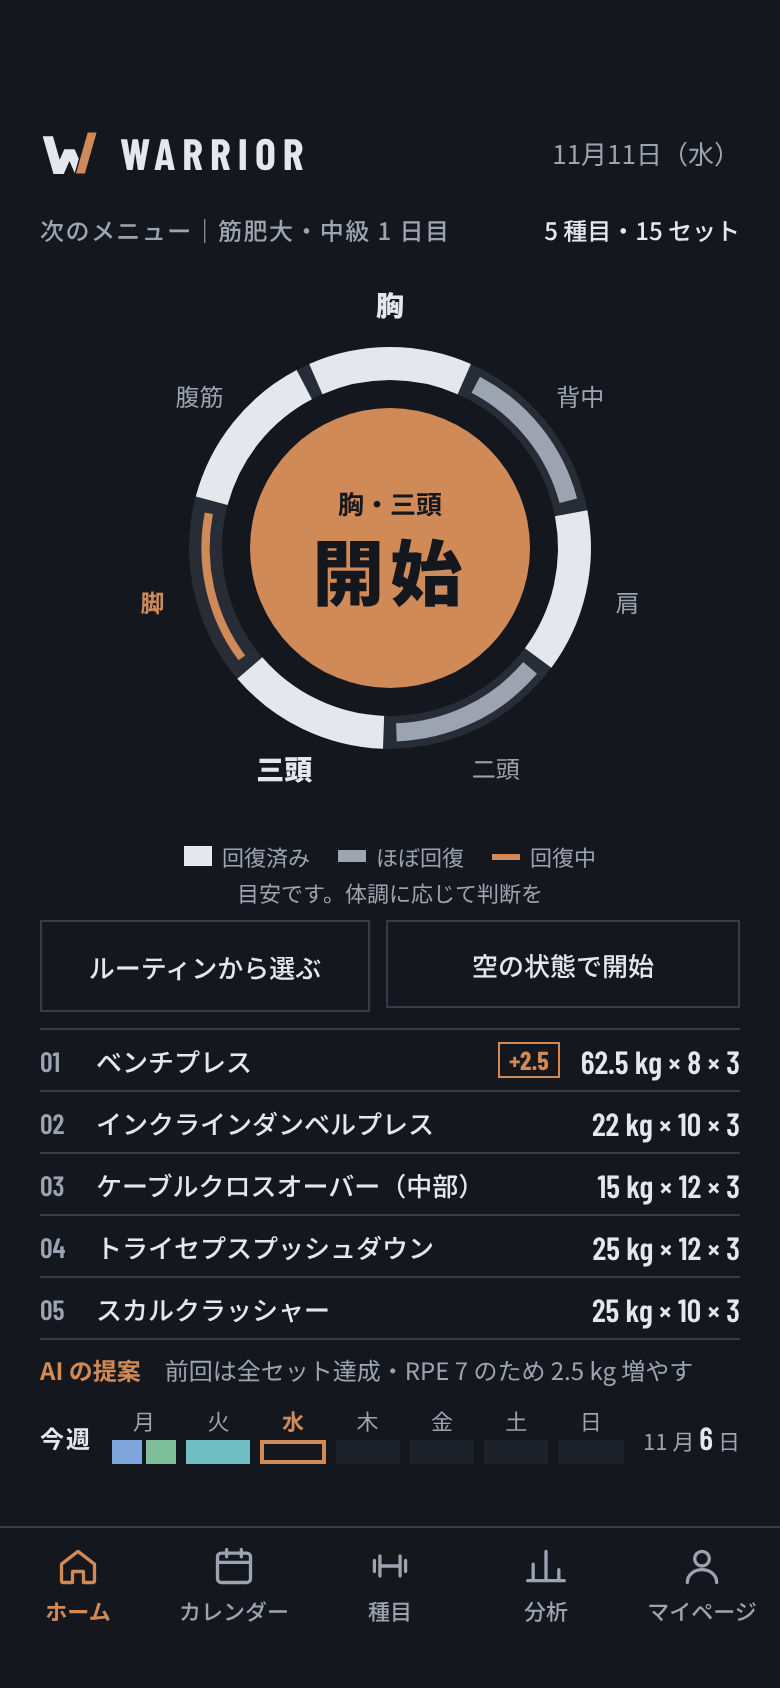 WARRIOR
11月11日（水）
次のメニュー｜筋肥大・中級 1 日目
5 種目・15 セット
胸
腹筋
背中
胸・三頭
開始
脚
肩
三頭
二頭
回復済み ほぼ回復 回復中
目安です。体調に応じて判断を
ルーティンから選ぶ
空の状態で開始
01 ベンチプレス +2.5 62.5 kg × 8 × 3
02 インクラインダンベルプレス 22 kg × 10 × 3
03 ケーブルクロスオーバー（中部） 15 kg × 12 × 3
04 トライセプスプッシュダウン 25 kg × 12 × 3
05 スカルクラッシャー 25 kg × 10 × 3
AI の提案 前回は全セット達成・RPE 7 のため 2.5 kg 増やす
月 火 水 木 金 土 日
今週 11 月 6 日
ホーム カレンダー 種目 分析 マイページ